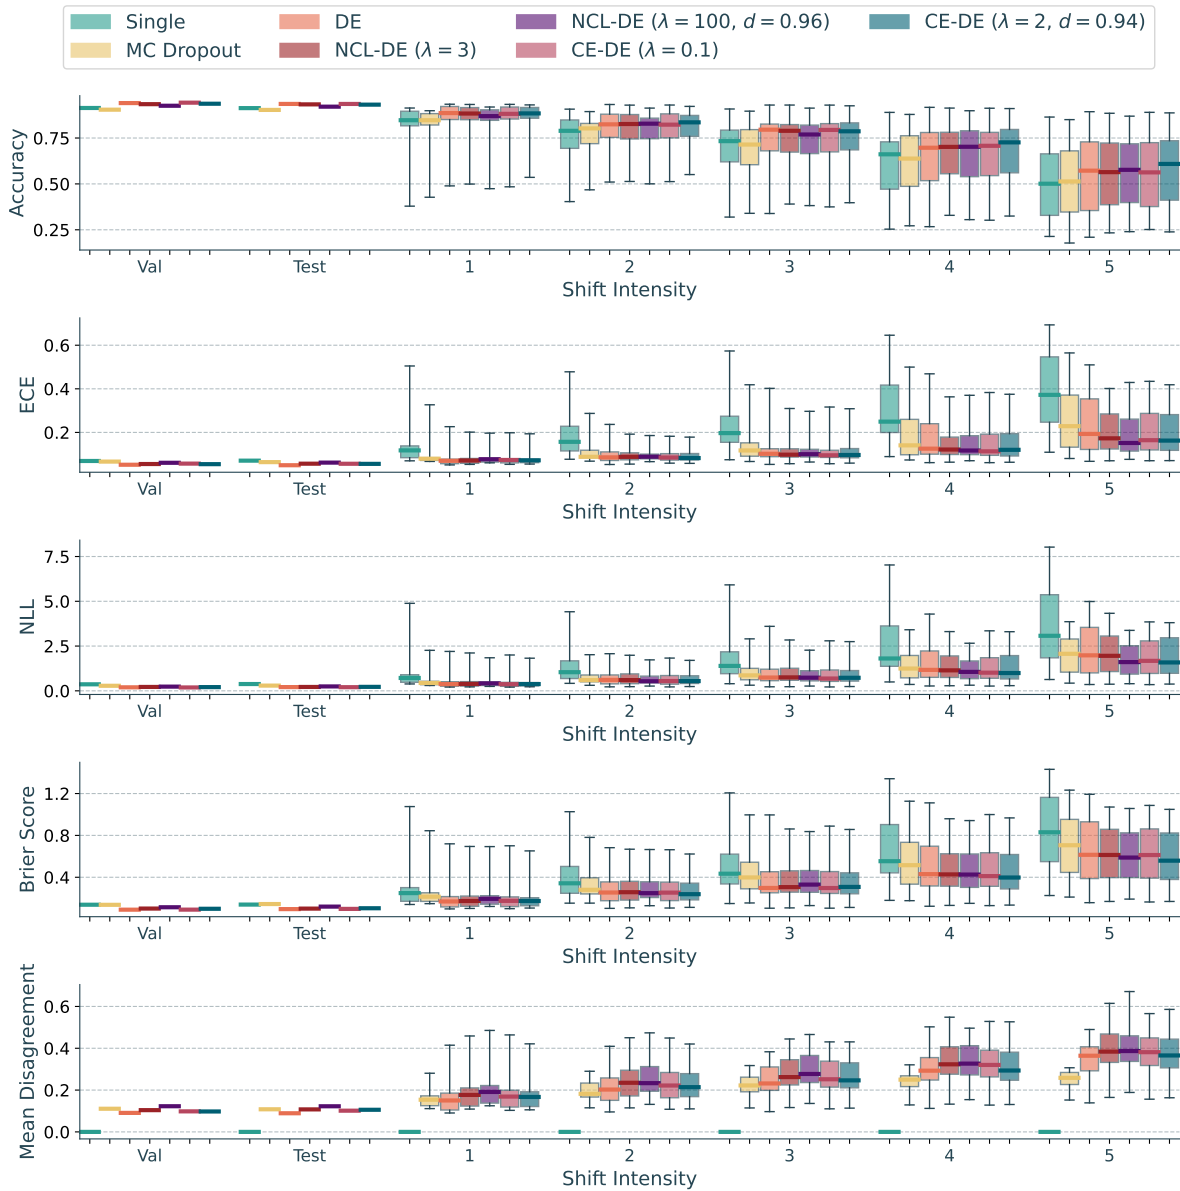 Single DE NCL-DE (λ = 100, d = 0.96) CE-DE (λ = 2, d = 0.94)
MC Dropout NCL-DE (λ = 3) CE-DE (λ = 0.1)
Accuracy
0.75
0.50
0.25
Val Test 1 2 3 4 5
Shift Intensity
ECE
0.6
0.4
0.2
Val Test 1 2 3 4 5
Shift Intensity
NLL
7.5
5.0
2.5
0.0
Val Test 1 2 3 4 5
Shift Intensity
Brier Score
1.2
0.8
0.4
Val Test 1 2 3 4 5
Shift Intensity
Mean Disagreement
0.6
0.4
0.2
0.0
Val Test 1 2 3 4 5
Shift Intensity